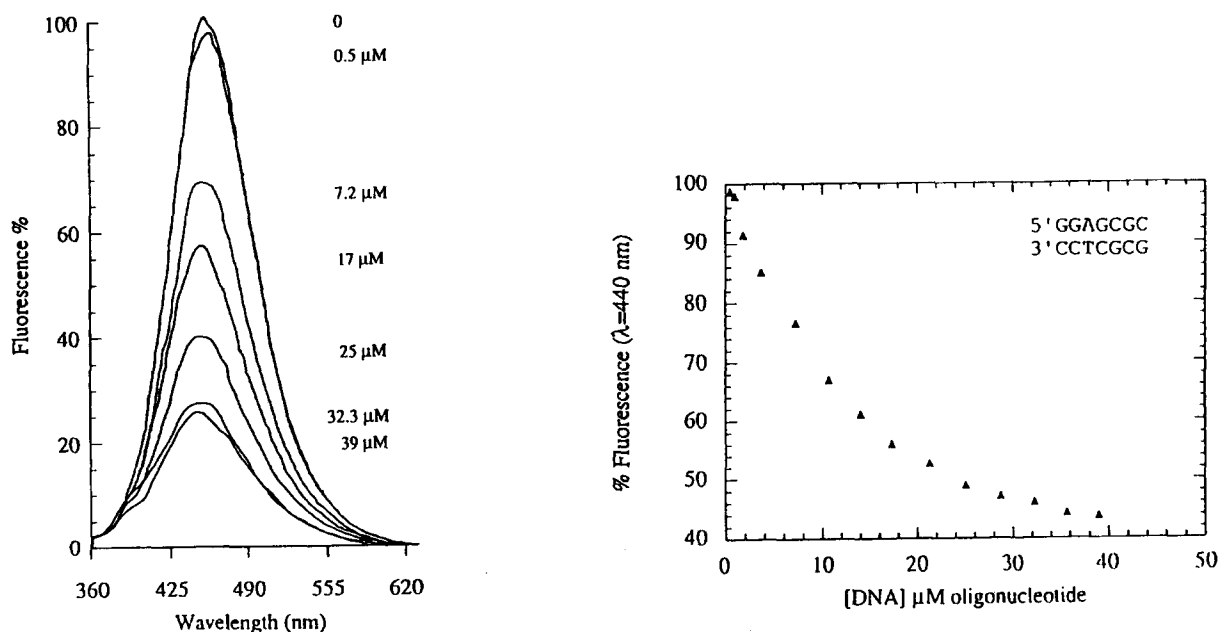 Fluorescence %
100
80
60
40
20
0
360
425
490
555
620
Wavelength (nm)
0
0.5 µM
7.2 µM
17 µM
25 µM
32.3 µM
39 µM
% Fluorescence (λ=440 nm)
100
90
80
70
60
50
40
0
10
20
30
40
50
[DNA] µM oligonucleotide
5'GGAGCGC
3'CCTCGCG